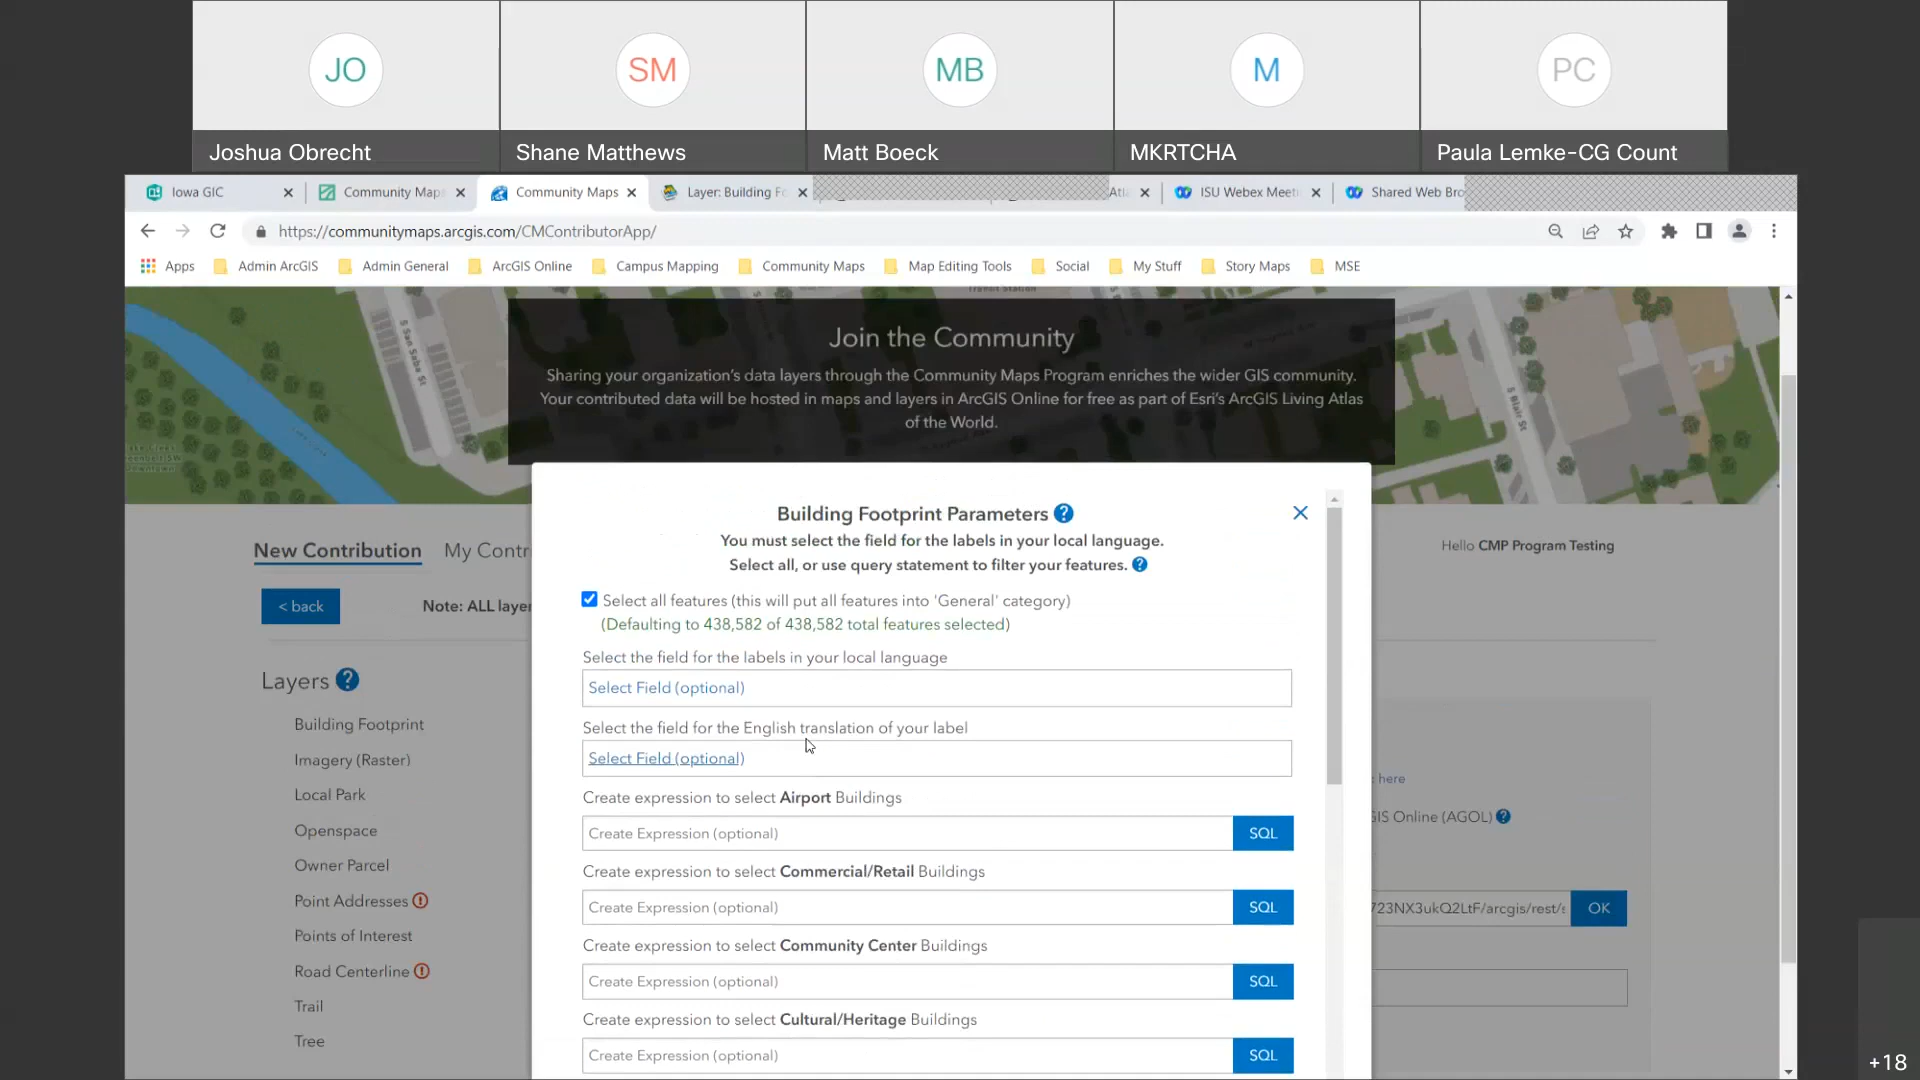 JO
SM
MB
M
PC
Joshua Obrecht
Shane Matthews
Matt Boeck
MKRTCHA
Paula Lemke-CG Count
Iowa GIC
Community Map
Community Maps
Layer: Building Fo
Atla
ISU Webex Meeti
Shared Web Bro
https://communitymaps.arcgis.com/CMContributorApp/
Apps
Admin ArcGIS
Admin General
ArcGIS Online
Campus Mapping
Community Maps
Map Editing Tools
Social
My Stuff
Story Maps
MSE
Transit Station
S San Saba St
S Blair St
Join the Community
Sharing your organization's data layers through the Community Maps Program enriches the wider GIS community.
Your contributed data will be hosted in maps and layers in ArcGIS Online for free as part of Esri's ArcGIS Living Atlas
of the World.
New Contribution
My Contr
Hello CMP Program Testing
< back
Note: ALL layer
Layers ?
Building Footprint
Imagery (Raster)
Local Park
Openspace
Owner Parcel
Point Addresses
Points of Interest
Road Centerline
Trail
Tree
Building Footprint Parameters ?
You must select the field for the labels in your local language.
Select all, or use query statement to filter your features. ?
Select all features (this will put all features into 'General' category)
(Defaulting to 438,582 of 438,582 total features selected)
Select the field for the labels in your local language
Select Field (optional)
Select the field for the English translation of your label
Select Field (optional)
Create expression to select Airport Buildings
Create Expression (optional)
SQL
Create expression to select Commercial/Retail Buildings
Create Expression (optional)
SQL
Create expression to select Community Center Buildings
Create Expression (optional)
SQL
Create expression to select Cultural/Heritage Buildings
Create Expression (optional)
SQL
here
GIS Online (AGOL) ?
723NX3ukQ2LtF/arcgis/rest/s
OK
+18